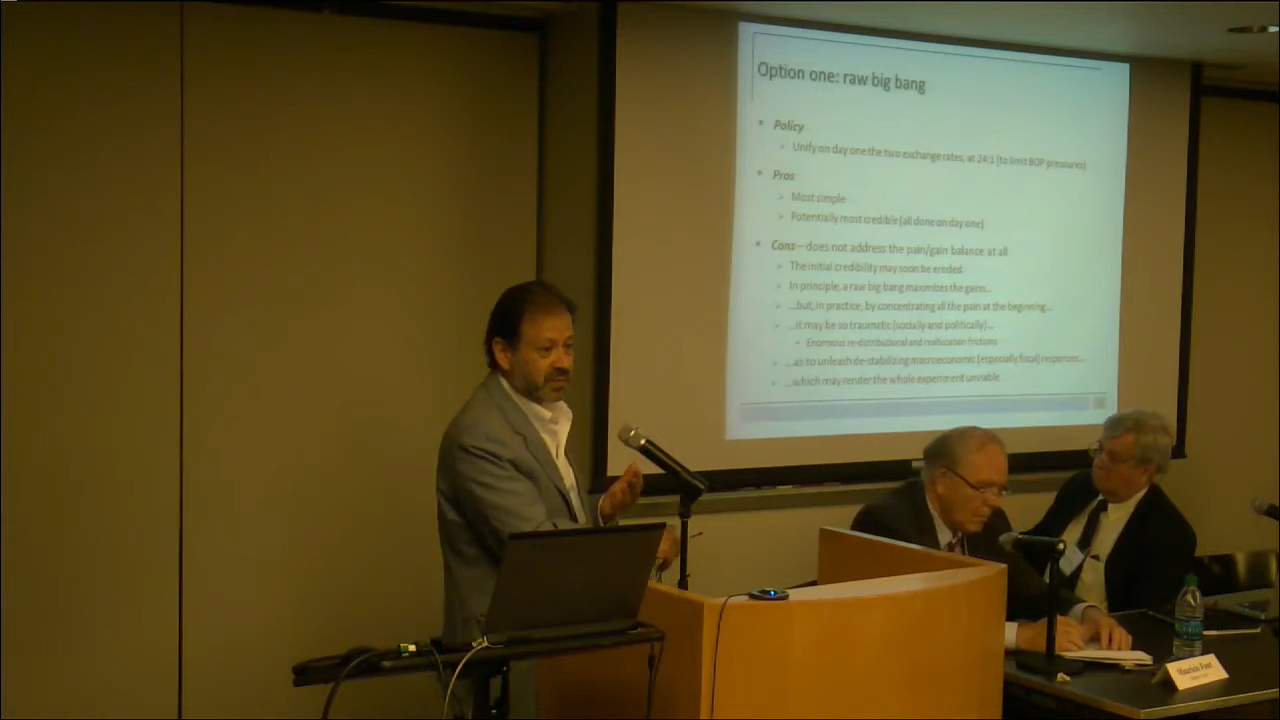 Option one: raw big bang
Policy
Unify on day one the two exchange rates, at 24:1 (to limit BOP pressures)
Pros
Most simple
Potentially most credible (all done on day one)
Cons – does not address the pain/gain balance at all
The initial credibility may soon be eroded
In principle, a raw big bang maximizes the gains…
…but, in practice, by concentrating all the pain at the beginning…
…it may be so traumatic (socially and politically)…
Enormous re-distributional and reallocation frictions
…as to unleash de-stabilizing macroeconomic (especially fiscal) responses…
…which may render the whole experiment unviable
Mauricio Font